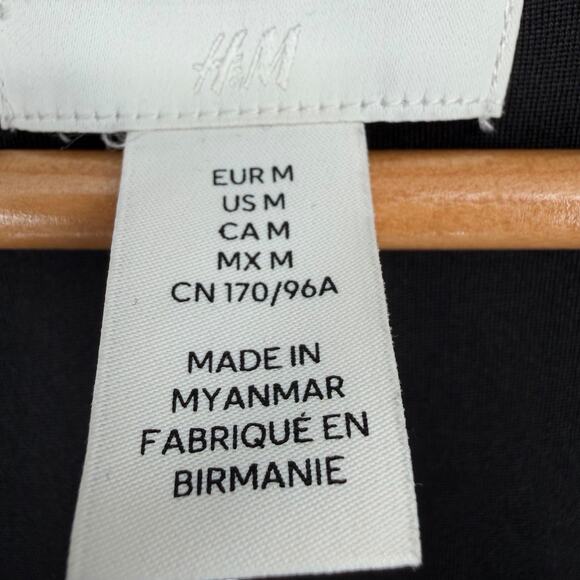 H&M
EUR M
US M
CA M
MX M
CN 170/96A
MADE IN
MYANMAR
FABRIQUÉ EN
BIRMANIE